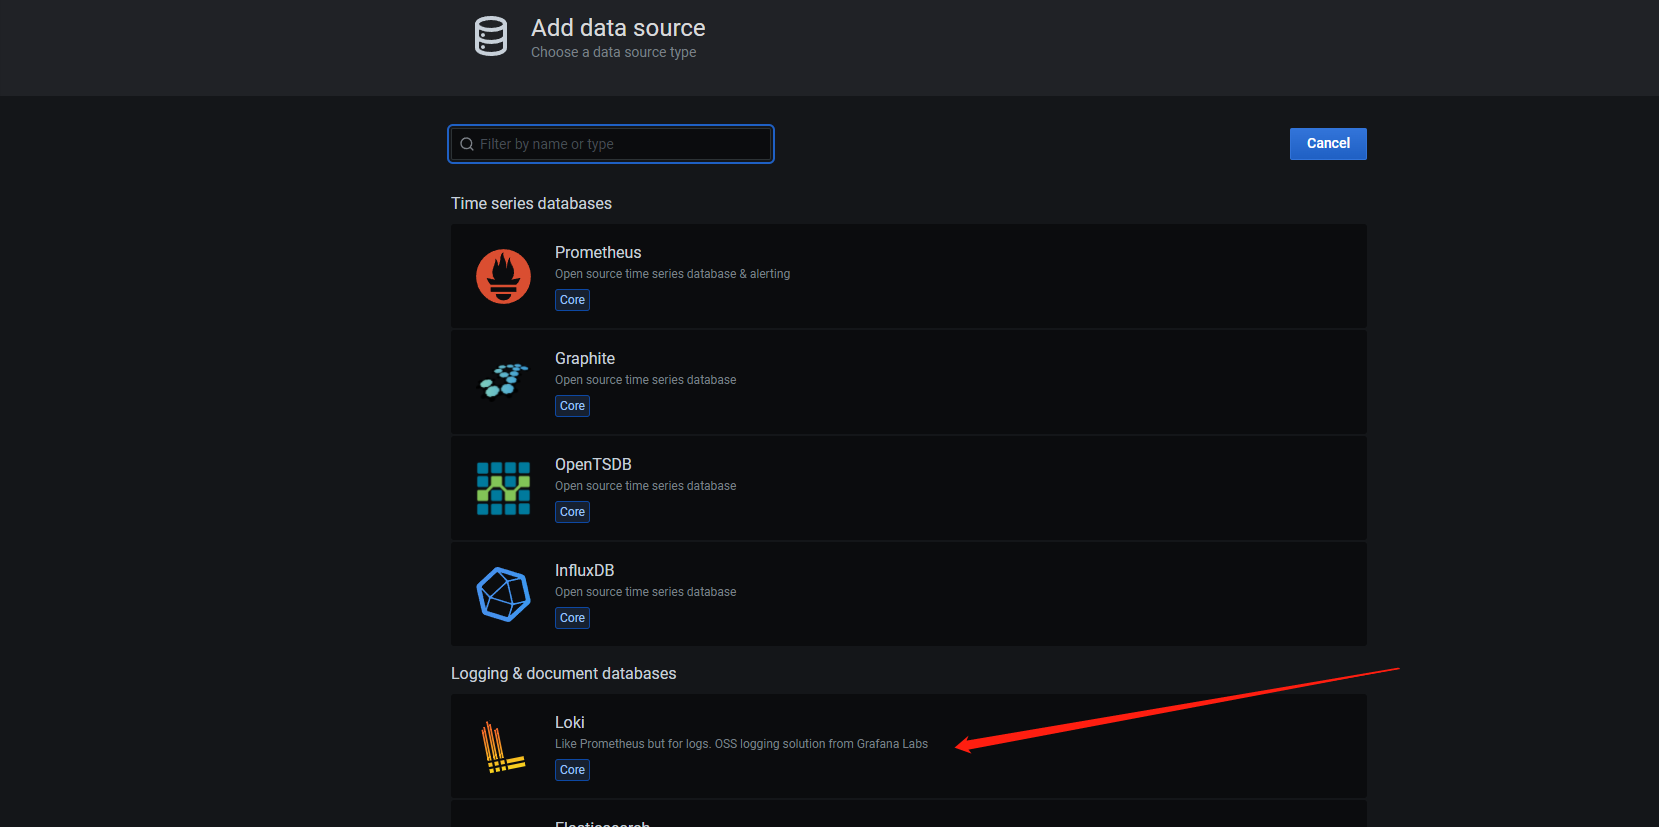 Add data source
Choose a data source type
Filter by name or type
Cancel
Time series databases
Prometheus
Open source time series database & alerting
Core
Graphite
Open source time series database
Core
OpenTSDB
Open source time series database
Core
InfluxDB
Open source time series database
Core
Logging & document databases
Loki
Like Prometheus but for logs. OSS logging solution from Grafana Labs
Core
Elasticsearch